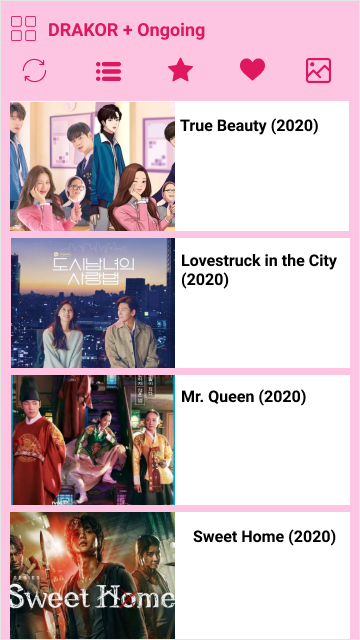 DRAKOR + Ongoing
True Beauty (2020)
도시남녀의
사랑법
Lovestruck in the City
(2020)
Mr. Queen (2020)
SERIES
Sweet Home
Sweet Home (2020)